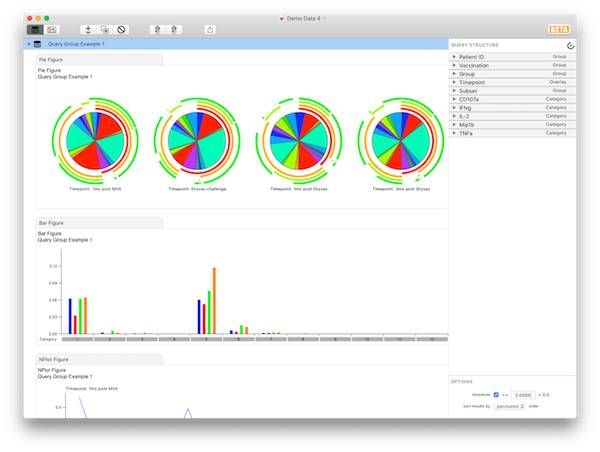 Demo Data 4
BETA
Query Group Example 1
QUERY STRUCTURE
Pie Figure
Pie Figure
Query Group Example 1
Timepoint: 1mo post MVA
Timepoint: Dryvax challenge
Timepoint: 1mo post Dryvax
Timepoint: 3mo post Dryvax
Patient ID Group
Vaccination Group
Group Group
Timepoint Overlay
Subset Group
CD107a Category
IFNg Category
IL-2 Category
Mip1b Category
TNFa Category
Bar Figure
Bar Figure
Query Group Example 1
0.12
0.09
0.06
0.03
0.00
Category 1 2 3 4 5 6 7 8 9 10 11 12
NPlot Figure
NPlot Figure
Query Group Example 1
Timepoint: 1mo post MVA
0.5
OPTIONS
threshold <= 0.0000 = 0.0
sort results by permuted order